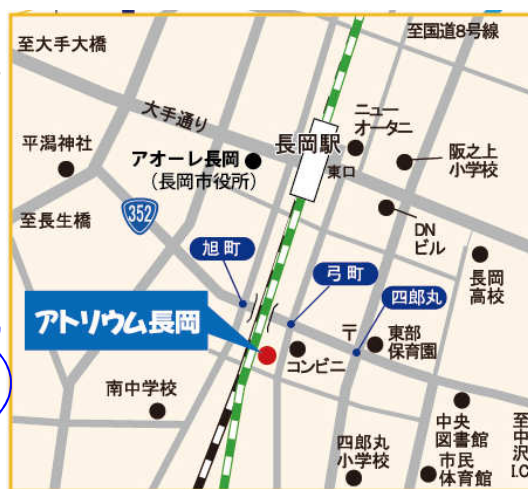 至大手大橋
至国道8号線
大手通り
ニュー
オータニ
平潟神社
アオーレ長岡
(長岡市役所)
長岡駅
東口
阪之上
小学校
至長生橋
352
DN
ビル
旭町
弓町
長岡
高校
四郎丸
アトリウム長岡
〒
東部
保育園
コンビニ
南中学校
中央
図書館
市民
体育館
至中沢I.C
四郎丸
小学校